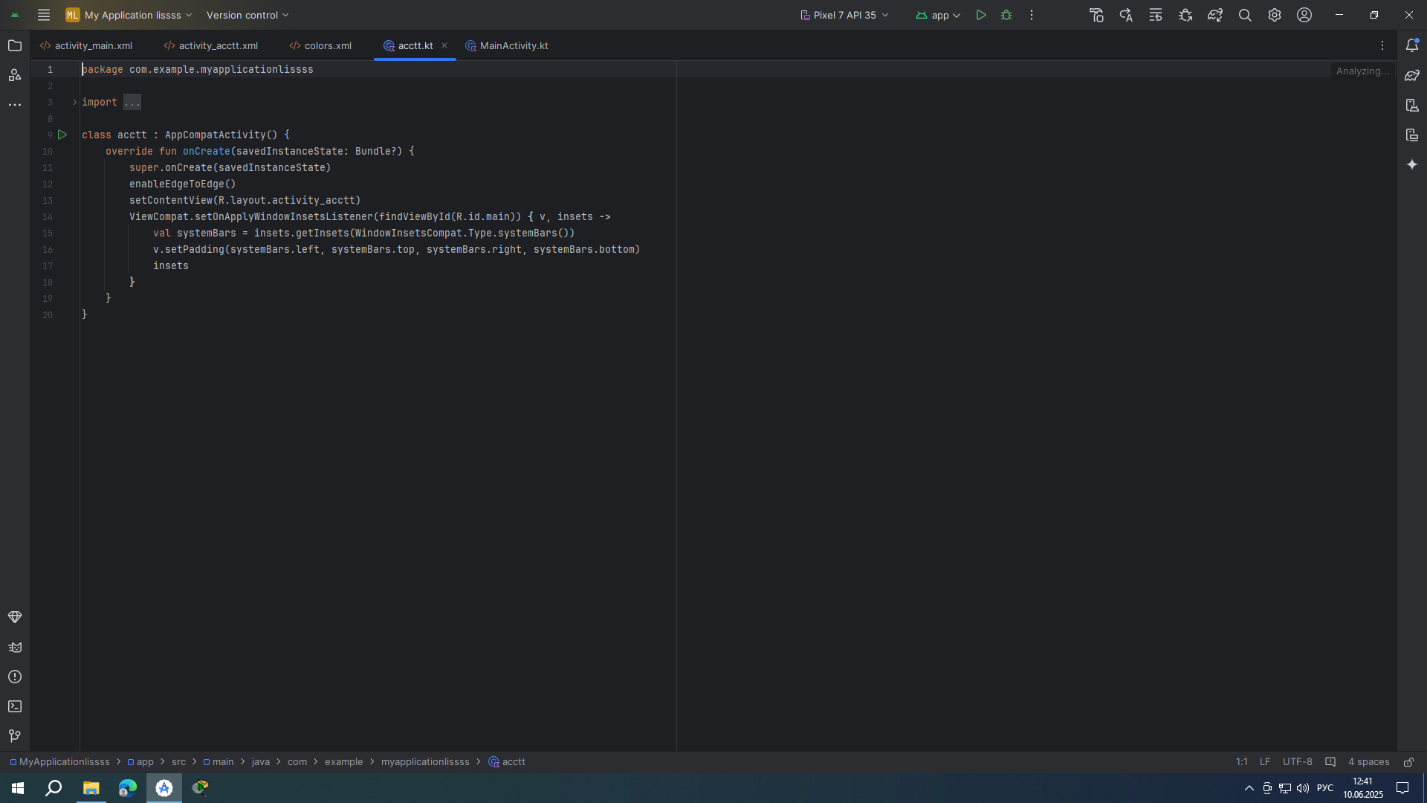 ML My Application lissss Version control Pixel 7 API 35 app
activity_main.xml activity_acctt.xml colors.xml acctt.kt MainActivity.kt
1 package com.example.myapplicationlissss Analyzing...
2
3 import ...
8
9 class acctt : AppCompatActivity() {
10 override fun onCreate(savedInstanceState: Bundle?) {
11 super.onCreate(savedInstanceState)
12 enableEdgeToEdge()
13 setContentView(R.layout.activity_acctt)
14 ViewCompat.setOnApplyWindowInsetsListener(findViewById(R.id.main)) { v, insets ->
15 val systemBars = insets.getInsets(WindowInsetsCompat.Type.systemBars())
16 v.setPadding(systemBars.left, systemBars.top, systemBars.right, systemBars.bottom)
17 insets
18 }
19 }
20 }
MyApplicationlissss > app > src > main > java > com > example > myapplicationlissss > acctt 1:1 LF UTF-8 4 spaces
РУС 12:41
10.06.2025